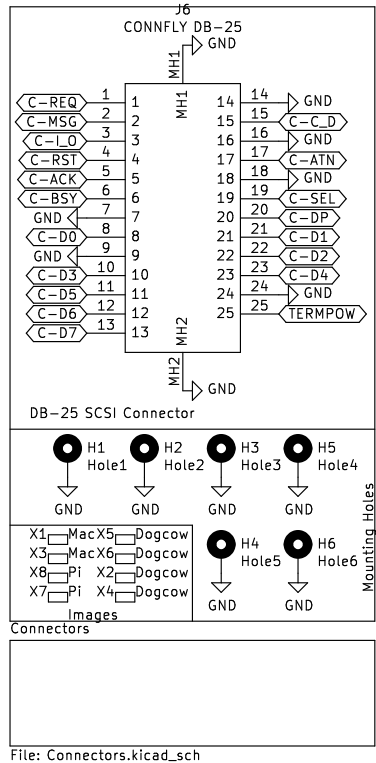 J6
CONNFLY DB-25
GND
MH1
MH1
C-REQ 1 1 14 14 GND
C-MSG 2 2 15 15 C-C_D
C-I_O 3 3 16 16 GND
C-RST 4 4 17 17 C-ATN
C-ACK 5 5 18 18 GND
C-BSY 6 6 19 19 C-SEL
GND 7 7 20 20 C-DP
C-D0 8 8 21 21 C-D1
GND 9 9 22 22 C-D2
C-D3 10 10 23 23 C-D4
C-D5 11 11 24 24 GND
C-D6 12 12 25 25 TERMPOW
C-D7 13 13
MH2
MH2
GND
DB-25 SCSI Connector
H1 H2 H3 H5
Hole1 Hole2 Hole3 Hole4
GND GND GND GND
X1 Mac X5 Dogcow
X3 Mac X6 Dogcow
X8 Pi X2 Dogcow
X7 Pi X4 Dogcow
Images
H4 H6
Hole5 Hole6
GND GND
Mounting Holes
Connectors
File: Connectors.kicad_sch